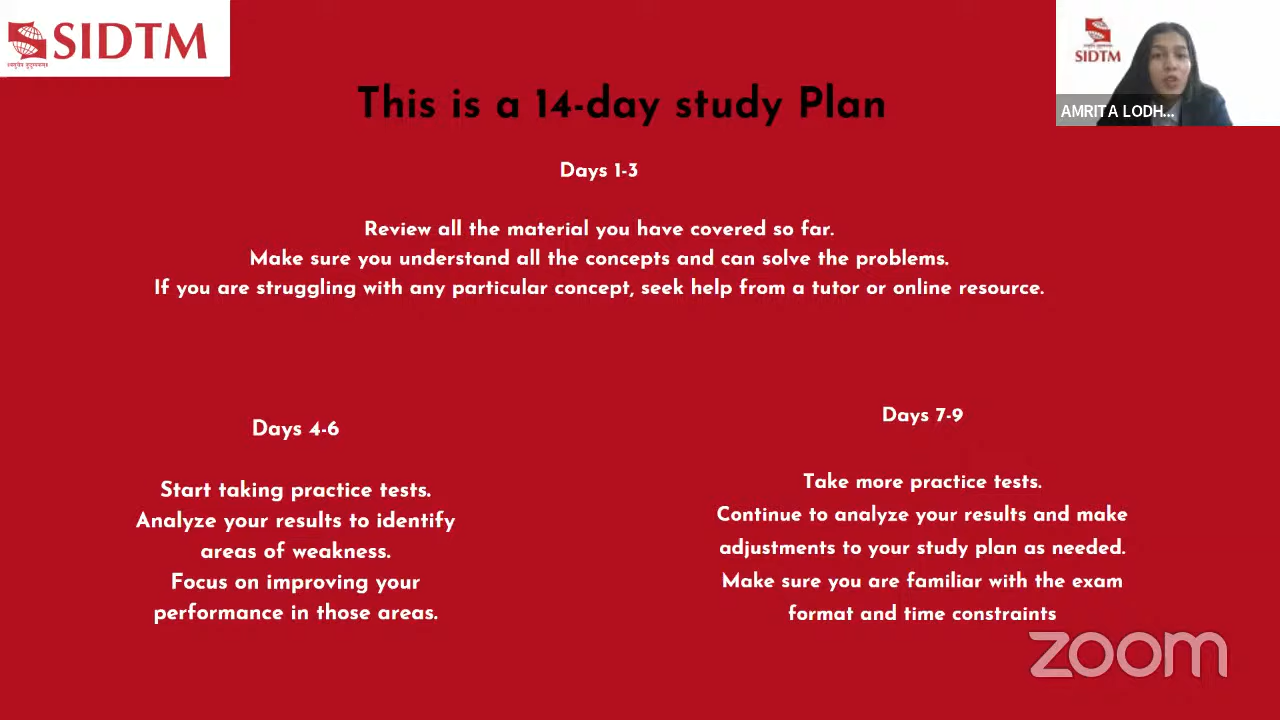 SIDTM
This is a 14-day study Plan
SIDTM
AMRITA LODH...
Days 1-3
Review all the material you have covered so far.
Make sure you understand all the concepts and can solve the problems.
If you are struggling with any particular concept, seek help from a tutor or online resource.
Days 4-6
Start taking practice tests.
Analyze your results to identify
areas of weakness.
Focus on improving your
performance in those areas.
Days 7-9
Take more practice tests.
Continue to analyze your results and make
adjustments to your study plan as needed.
Make sure you are familiar with the exam
format and time constraints
zoom